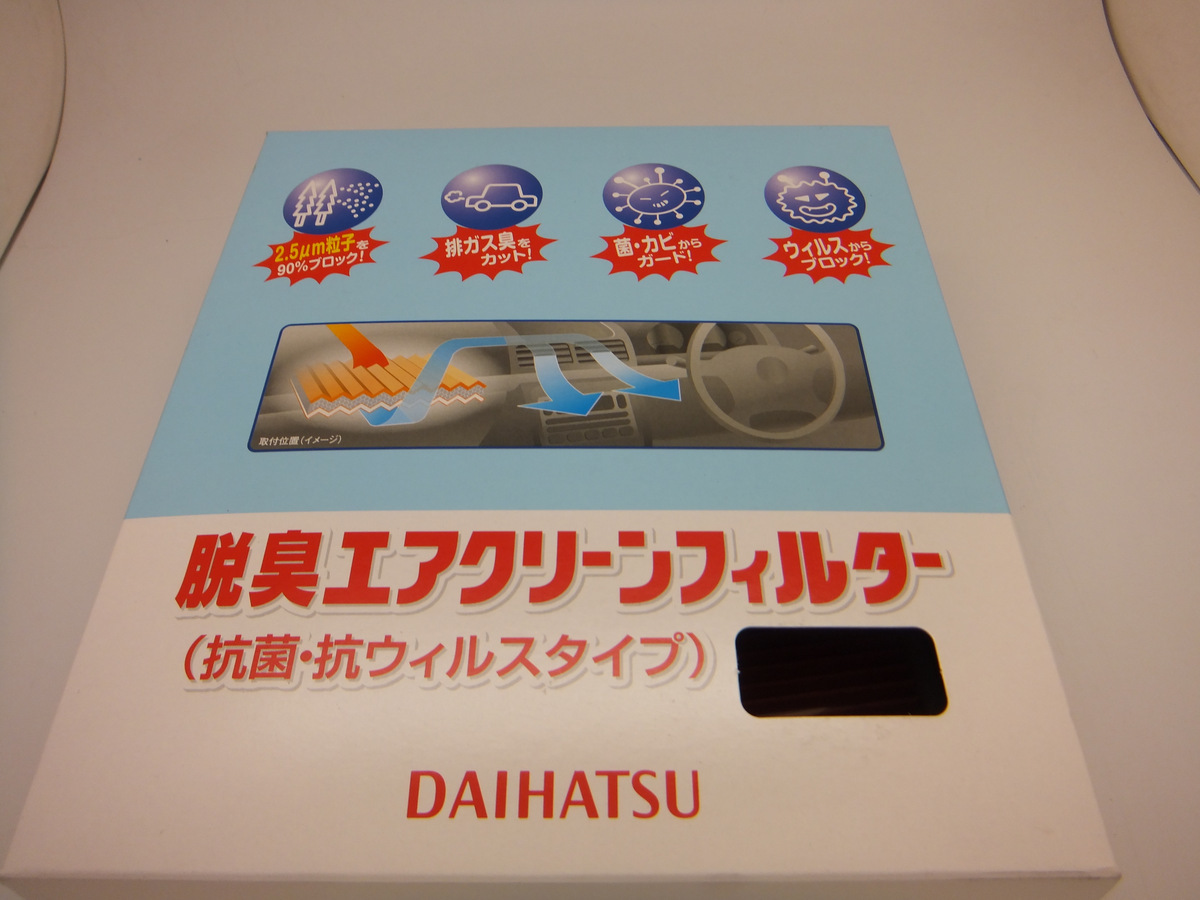 2.5μm粒子を
90%ブロック!
排ガス臭を
カット!
菌・カビから
ガード!
ウィルスから
ブロック!
取付位置(イメージ)
脱臭エアクリーンフィルター
(抗菌・抗ウィルスタイプ)
DAIHATSU